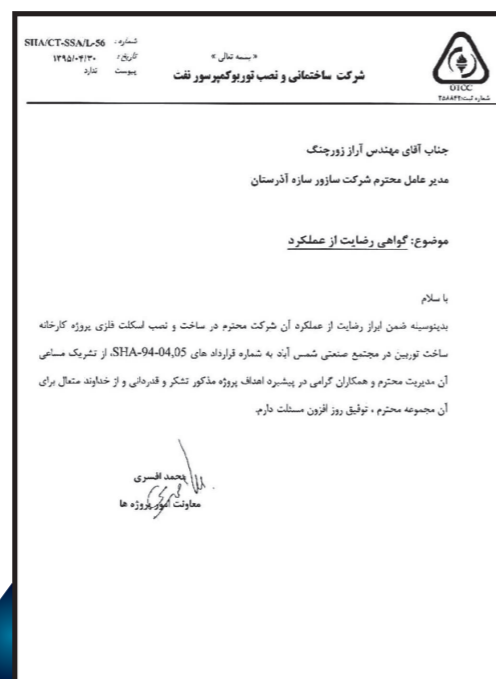 شماره : SHA/CT-SSA/L-56
تاریخ : ۱۳۹۵/۰۴/۳۰
پیوست ندارد
« بسمه تعالی »
شرکت ساختمانی و نصب توربوکمپرسور نفت
OTCC
شماره ثبت:۲۵۸۸۴۲
جناب آقای مهندس آراز زورچنگ
مدیر عامل محترم شرکت سازور سازه آذرستان
موضوع: گواهی رضایت از عملکرد
با سلام
بدینوسیله ضمن ابراز رضایت از عملکرد آن شرکت محترم در ساخت و نصب اسکلت فلزی پروژه کارخانه
ساخت توربین در مجتمع صنعتی شمس آباد به شماره قرارداد های SHA-94-04,05، از تشریک مساعی
آن مدیریت محترم و همکاران گرامی در پیشبرد اهداف پروژه مذکور تشکر و قدردانی و از خداوند متعال برای
آن مجموعه محترم ، توفیق روز افزون مسئلت دارم.
محمد افسری
معاونت امور پروژه ها